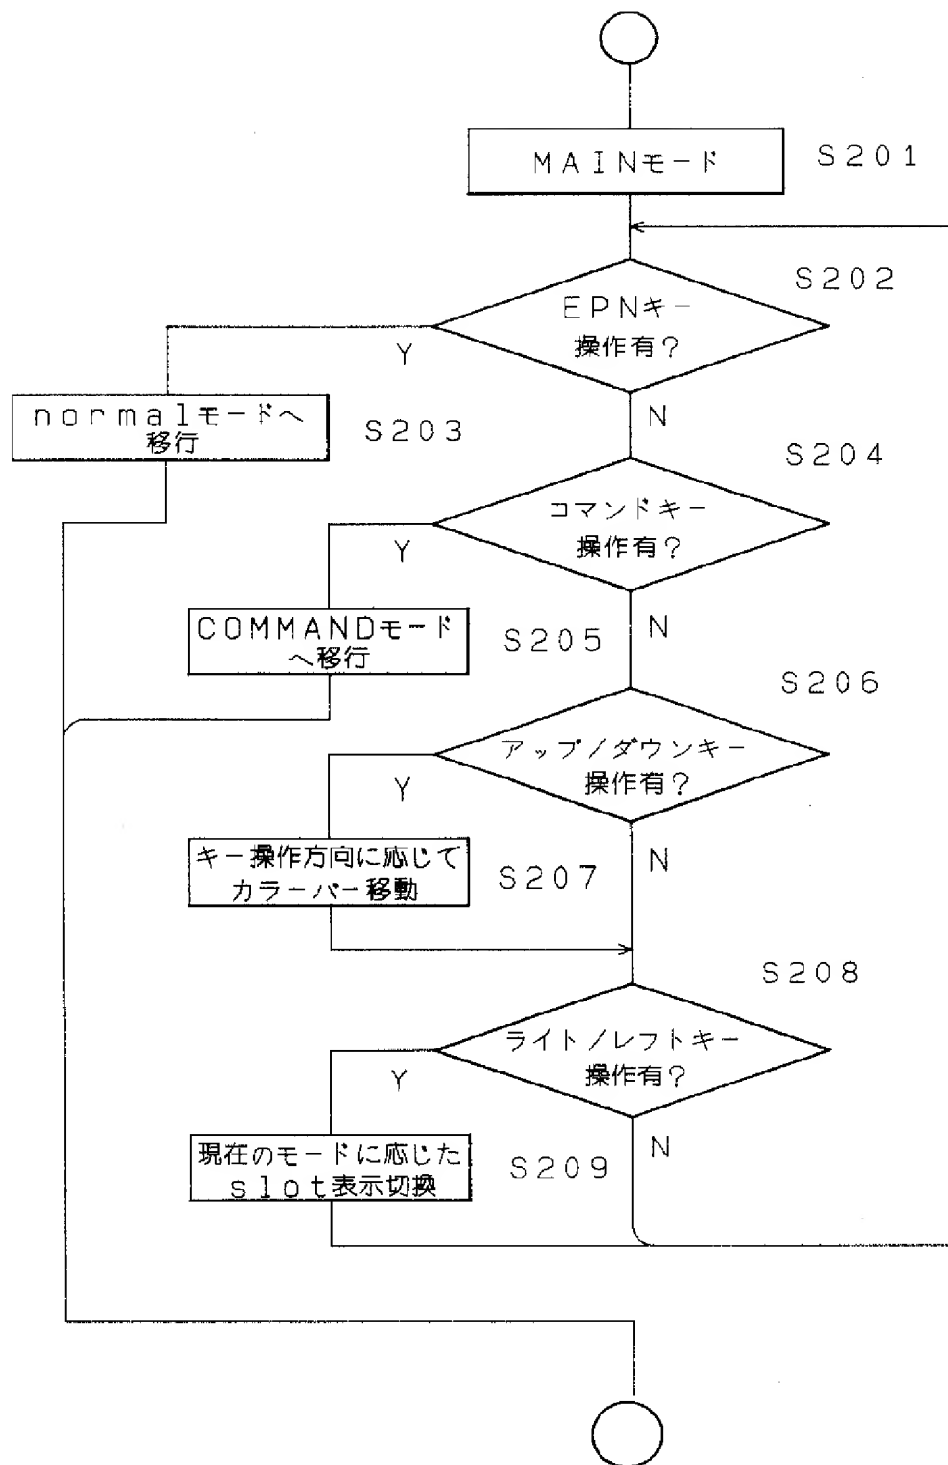 MAINモード
S201
S202
EPNキー
操作有?
Y
N
normalモードへ
移行
S203
S204
コマンドキー
操作有?
Y
N
COMMANDモード
へ移行
S205
S206
アップ/ダウンキー
操作有?
Y
N
キー操作方向に応じて
カラーバー移動
S207
S208
ライト/レフトキー
操作有?
Y
N
現在のモードに応じた
slot表示切換
S209